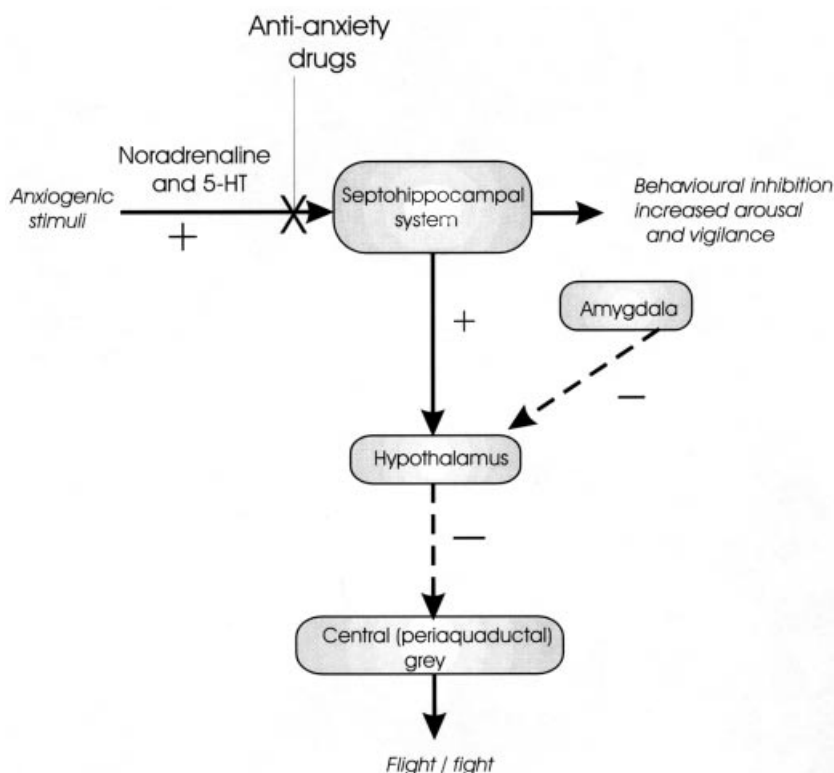 Anti-anxiety
drugs
Noradrenaline
and 5-HT
Anxiogenic
stimuli
+
Septohippocampal
system
Behavioural inhibition
increased arousal
and vigilance
+
Amygdala
—
Hypothalamus
—
Central (periaquaductal)
grey
Flight / fight